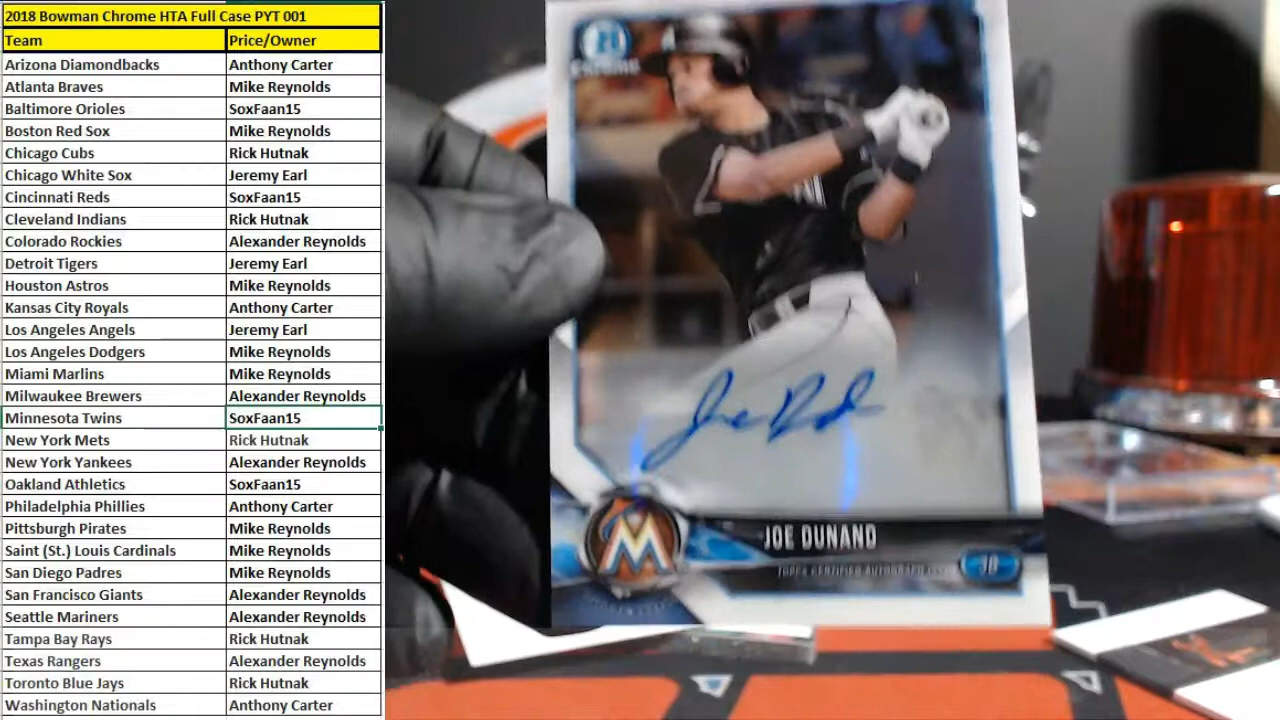 2018 Bowman Chrome HTA Full Case PYT 001
Team Price/Owner
Arizona Diamondbacks Anthony Carter
Atlanta Braves Mike Reynolds
Baltimore Orioles SoxFaan15
Boston Red Sox Mike Reynolds
Chicago Cubs Rick Hutnak
Chicago White Sox Jeremy Earl
Cincinnati Reds SoxFaan15
Cleveland Indians Rick Hutnak
Colorado Rockies Alexander Reynolds
Detroit Tigers Jeremy Earl
Houston Astros Mike Reynolds
Kansas City Royals Anthony Carter
Los Angeles Angels Jeremy Earl
Los Angeles Dodgers Mike Reynolds
Miami Marlins Mike Reynolds
Milwaukee Brewers Alexander Reynolds
Minnesota Twins SoxFaan15
New York Mets Rick Hutnak
New York Yankees Alexander Reynolds
Oakland Athletics SoxFaan15
Philadelphia Phillies Anthony Carter
Pittsburgh Pirates Mike Reynolds
Saint (St.) Louis Cardinals Mike Reynolds
San Diego Padres Mike Reynolds
San Francisco Giants Alexander Reynolds
Seattle Mariners Alexander Reynolds
Tampa Bay Rays Rick Hutnak
Texas Rangers Alexander Reynolds
Toronto Blue Jays Rick Hutnak
Washington Nationals Anthony Carter
CHROME
M
JOE DUNAND
TOPPS CERTIFIED AUTOGRAPH